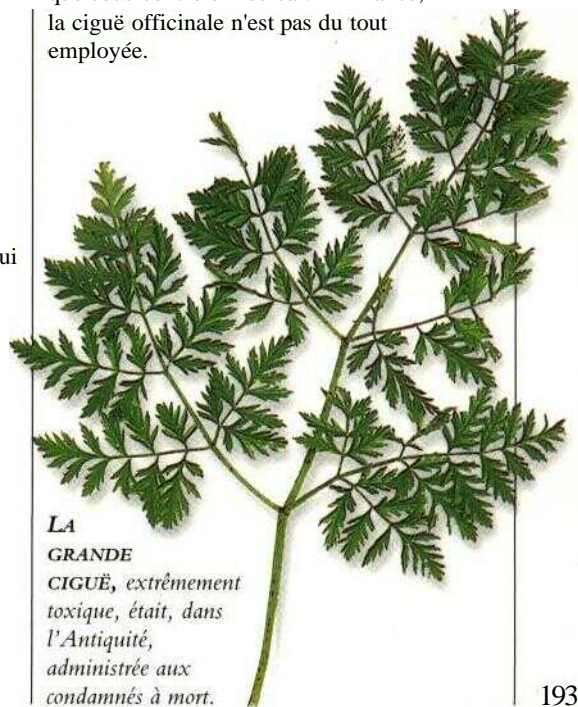 la ciguë officinale n'est pas du tout
employée.
ui
LA
GRANDE
CIGUË, extrêmement
toxique, était, dans
l'Antiquité,
administrée aux
condamnés à mort.
193